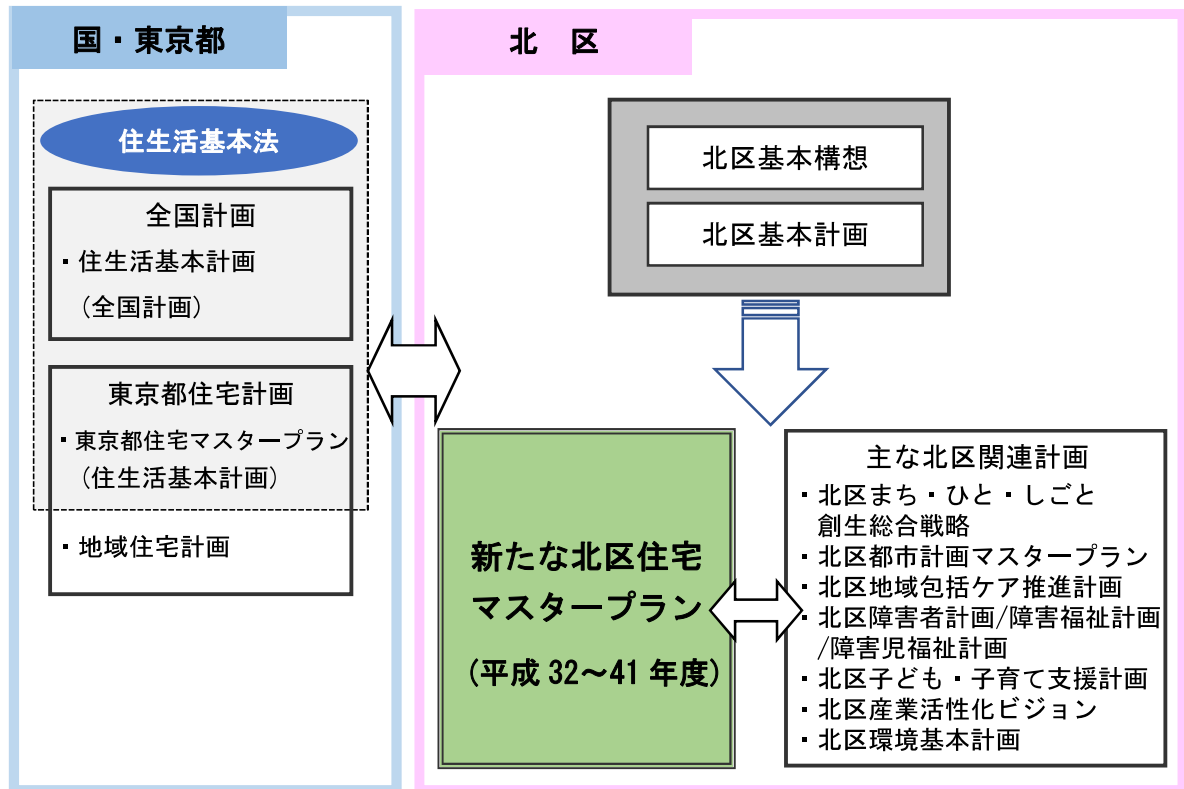 国・東京都
住生活基本法
全国計画
・住生活基本計画
(全国計画)
東京都住宅計画
・東京都住宅マスタープラン
(住生活基本計画)
・地域住宅計画
北 区
北区基本構想
北区基本計画
新たな北区住宅
マスタープラン
(平成 32~41 年度)
主な北区関連計画
・北区まち・ひと・しごと
創生総合戦略
・北区都市計画マスタープラン
・北区地域包括ケア推進計画
・北区障害者計画/障害福祉計画
/障害児福祉計画
・北区子ども・子育て支援計画
・北区産業活性化ビジョン
・北区環境基本計画